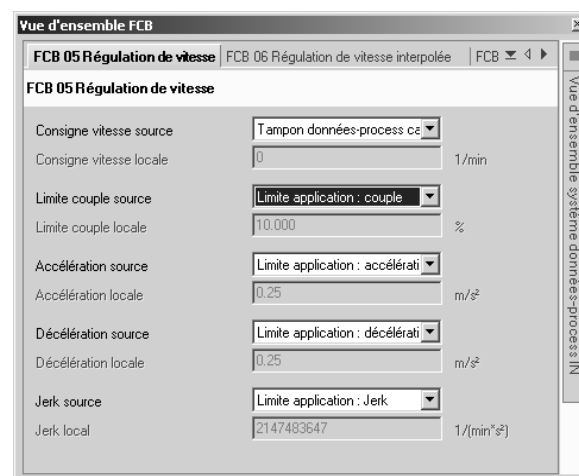 Vue d'ensemble FCB
FCB 05 Régulation de vitesse FCB 06 Régulation de vitesse interpolée FCB
FCB 05 Régulation de vitesse
Consigne vitesse source Tampon données-process ca
Consigne vitesse locale 0 1/min
Limite couple source Limite application : couple
Limite couple locale 10.000 %
Accélération source Limite application : accélérati
Accélération locale 0.25 m/s²
Décélération source Limite application : décélérati
Décélération locale 0.25 m/s²
Jerk source Limite application : Jerk
Jerk local 2147483647 1/(min*s²)
Vue d'ensemble système données-process IN